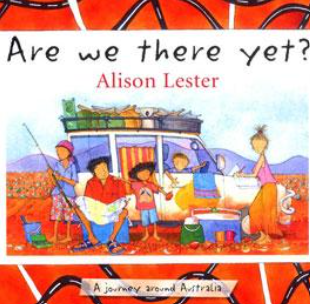 Are we there yet?
Alison Lester
A journey around Australia